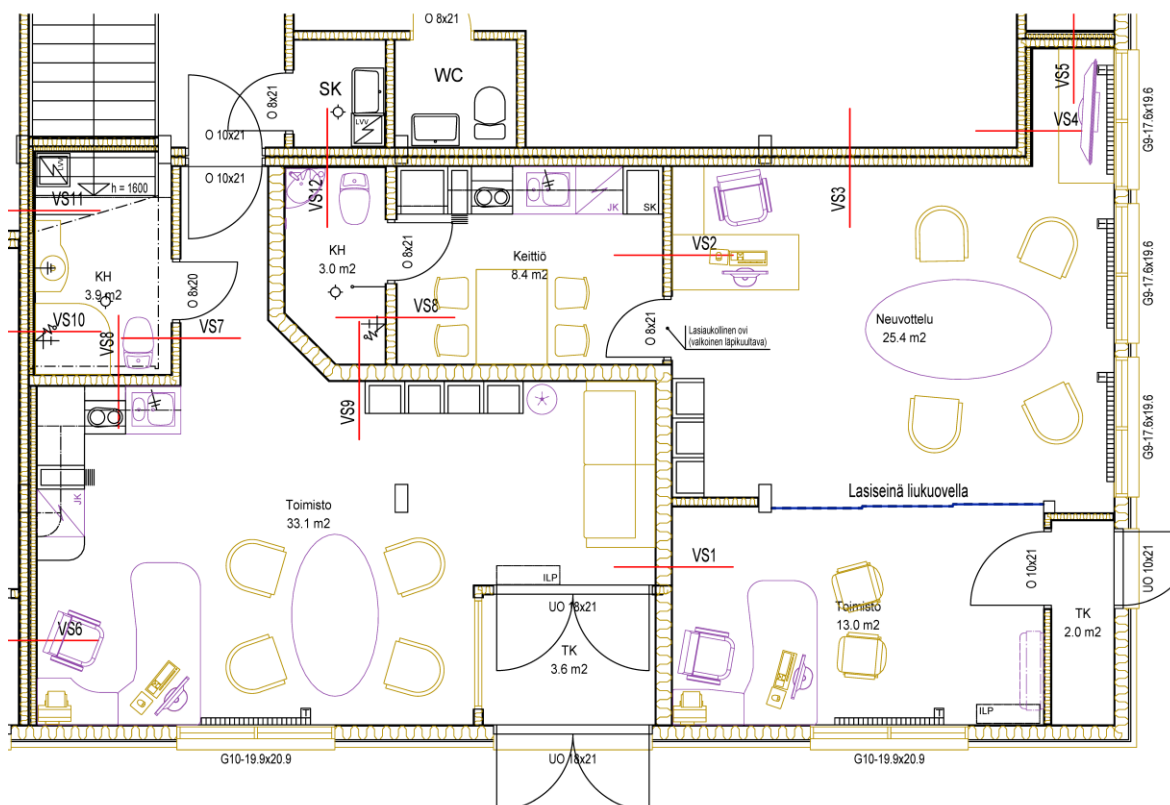 O 8x21
VS5
WC
SK
O 8x21
LVV
O 10x21
VS4
G9-17.6x19.6
LVV
h = 1600
O 10x21
VS12
JK
SK
VS3
VS11
KH
3.0 m2
O 8x21
Keittiö
8.4 m2
VS2
KH
3.9 m2
O 8x20
G9-17.6x19.6
VS10
VS8
VS7
VS8
O 8x21
Lasiaukollinen ovi
(valkoinen läpikuultava)
Neuvottelu
25.4 m2
VS9
G9-17.6x19.6
JK
Toimisto
33.1 m2
Lasiseinä liukuovella
VS1
ILP
UO 18x21
O 10x21
UO 10x21
VS6
TK
3.6 m2
Toimisto
13.0 m2
TK
2.0 m2
ILP
G10-19.9x20.9
UO 18x21
G10-19.9x20.9